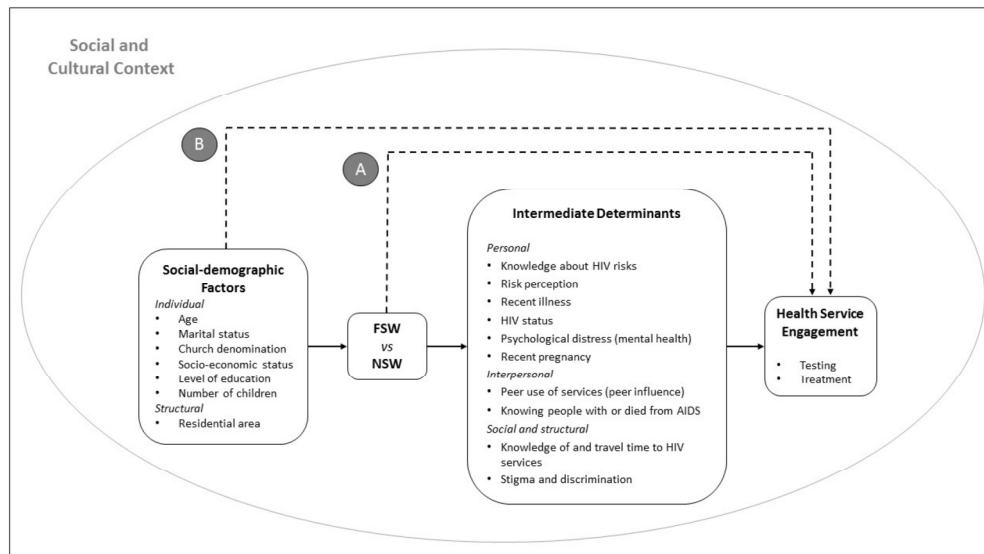 Social and
Cultural Context
B
A
Social-demographic
Factors
Individual
• Age
• Marital status
• Church denomination
• Socio-economic status
• Level of education
• Number of children
Structural
• Residential area
FSW
vs
NSW
Intermediate Determinants
Personal
• Knowledge about HIV risks
• Risk perception
• Recent illness
• HIV status
• Psychological distress (mental health)
• Recent pregnancy
Interpersonal
• Peer use of services (peer influence)
• Knowing people with or died from AIDS
Social and structural
• Knowledge of and travel time to HIV
services
• Stigma and discrimination
Health Service
Engagement
• Testing
• Treatment